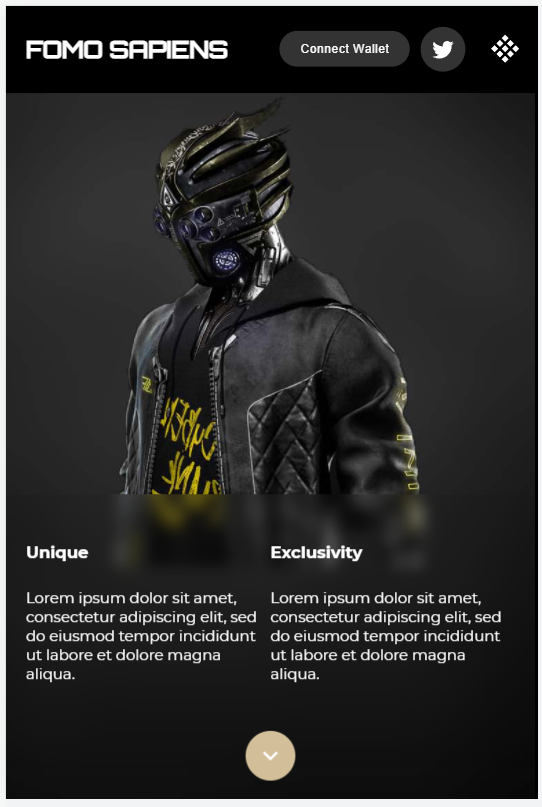 FOMO SAPIENS
Connect Wallet
Unique
Lorem ipsum dolor sit amet,
consectetur adipiscing elit, sed
do eiusmod tempor incididunt
ut labore et dolore magna
aliqua.
Exclusivity
Lorem ipsum dolor sit amet,
consectetur adipiscing elit, sed
do eiusmod tempor incididunt
ut labore et dolore magna
aliqua.